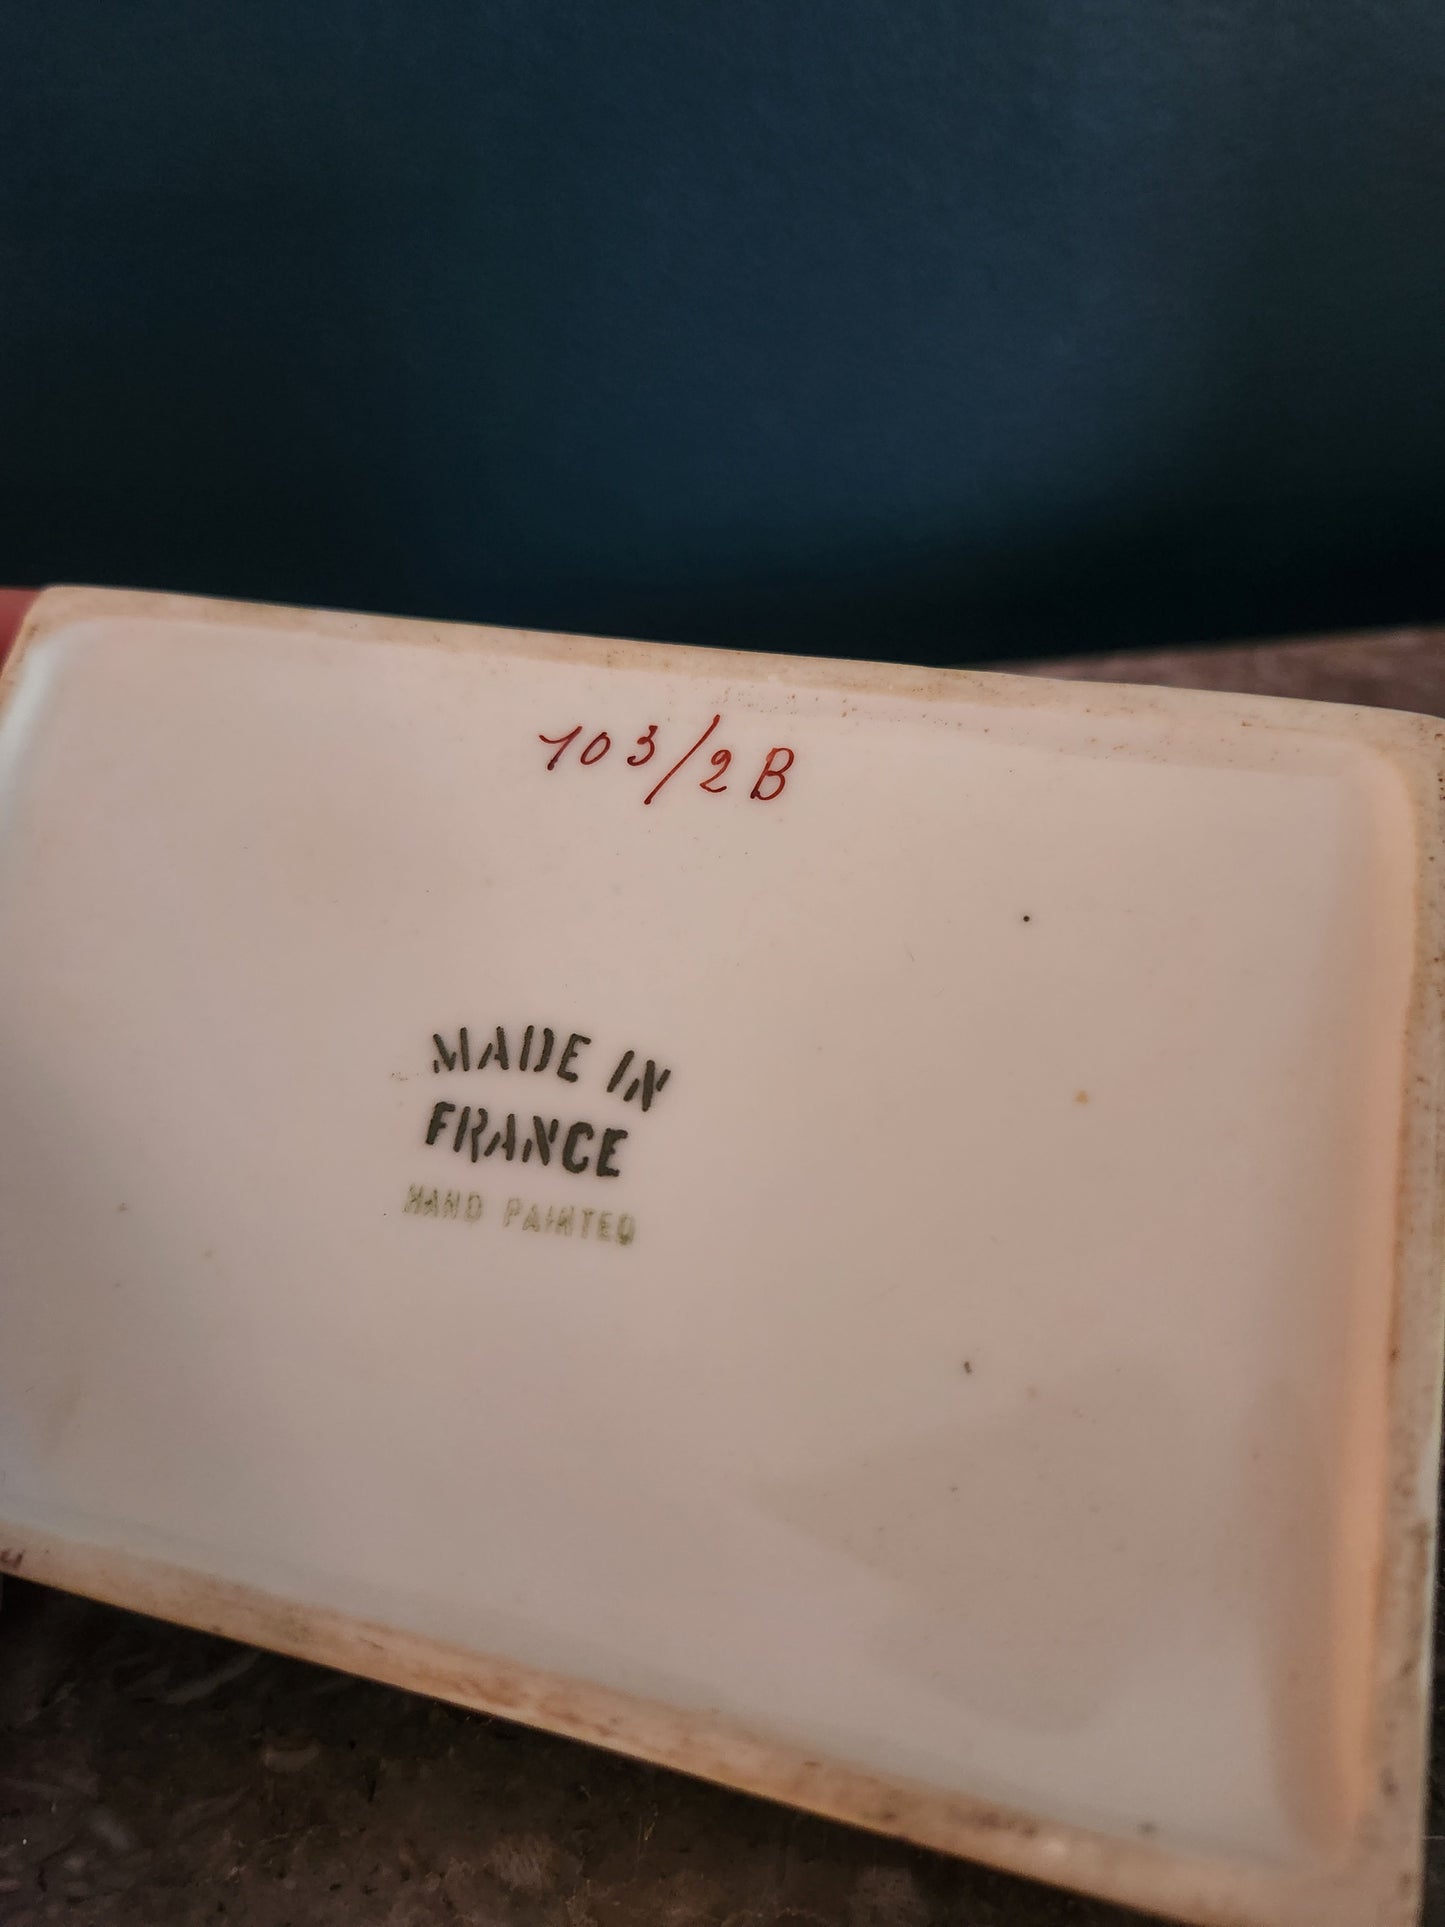 103/2B
MADE IN
FRANCE
HAND PAINTED